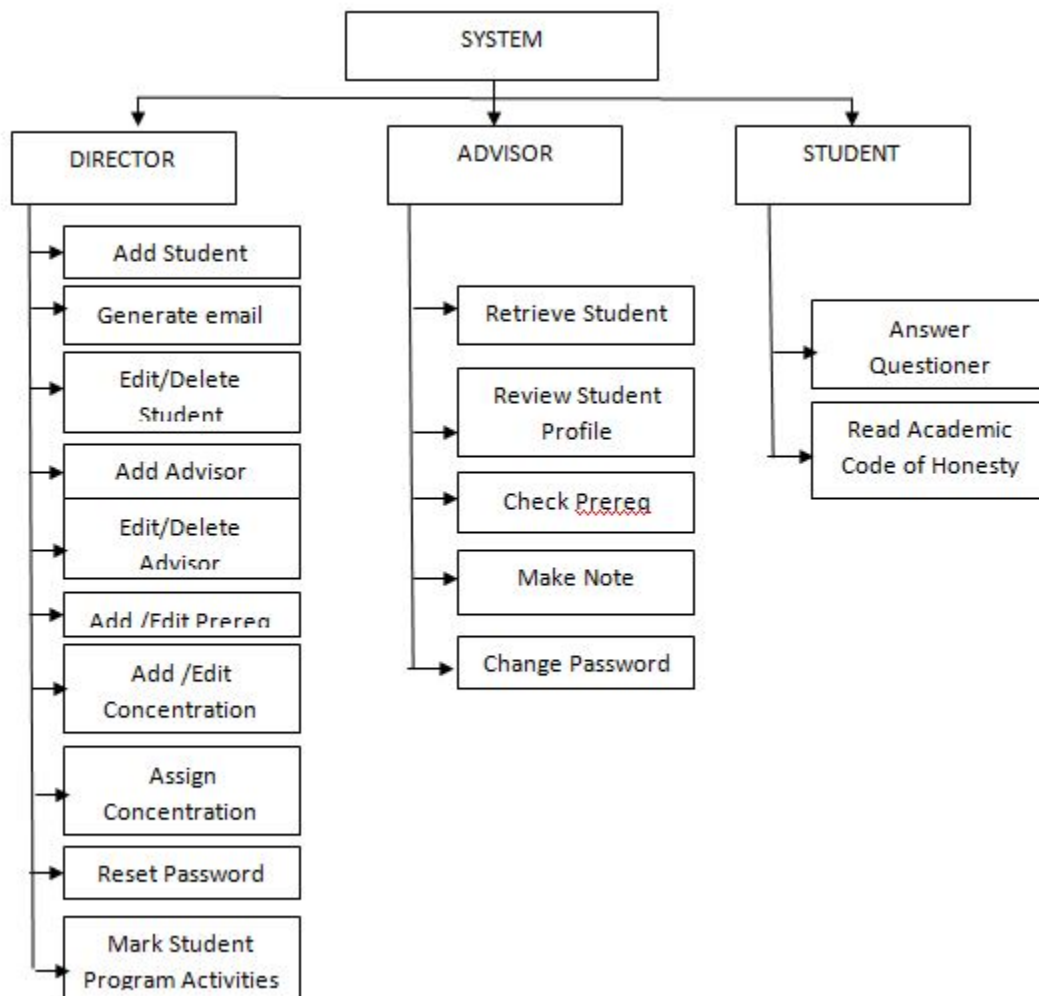 SYSTEM
DIRECTOR
ADVISOR
STUDENT
Add Student
Generate email
Edit/Delete
Student
Add Advisor
Edit/Delete
Advisor
Add /Edit Prereq
Add /Edit
Concentration
Assign
Concentration
Reset Password
Mark Student
Program Activities
Retrieve Student
Review Student
Profile
Check Prereq
Make Note
Change Password
Answer
Questioner
Read Academic
Code of Honesty